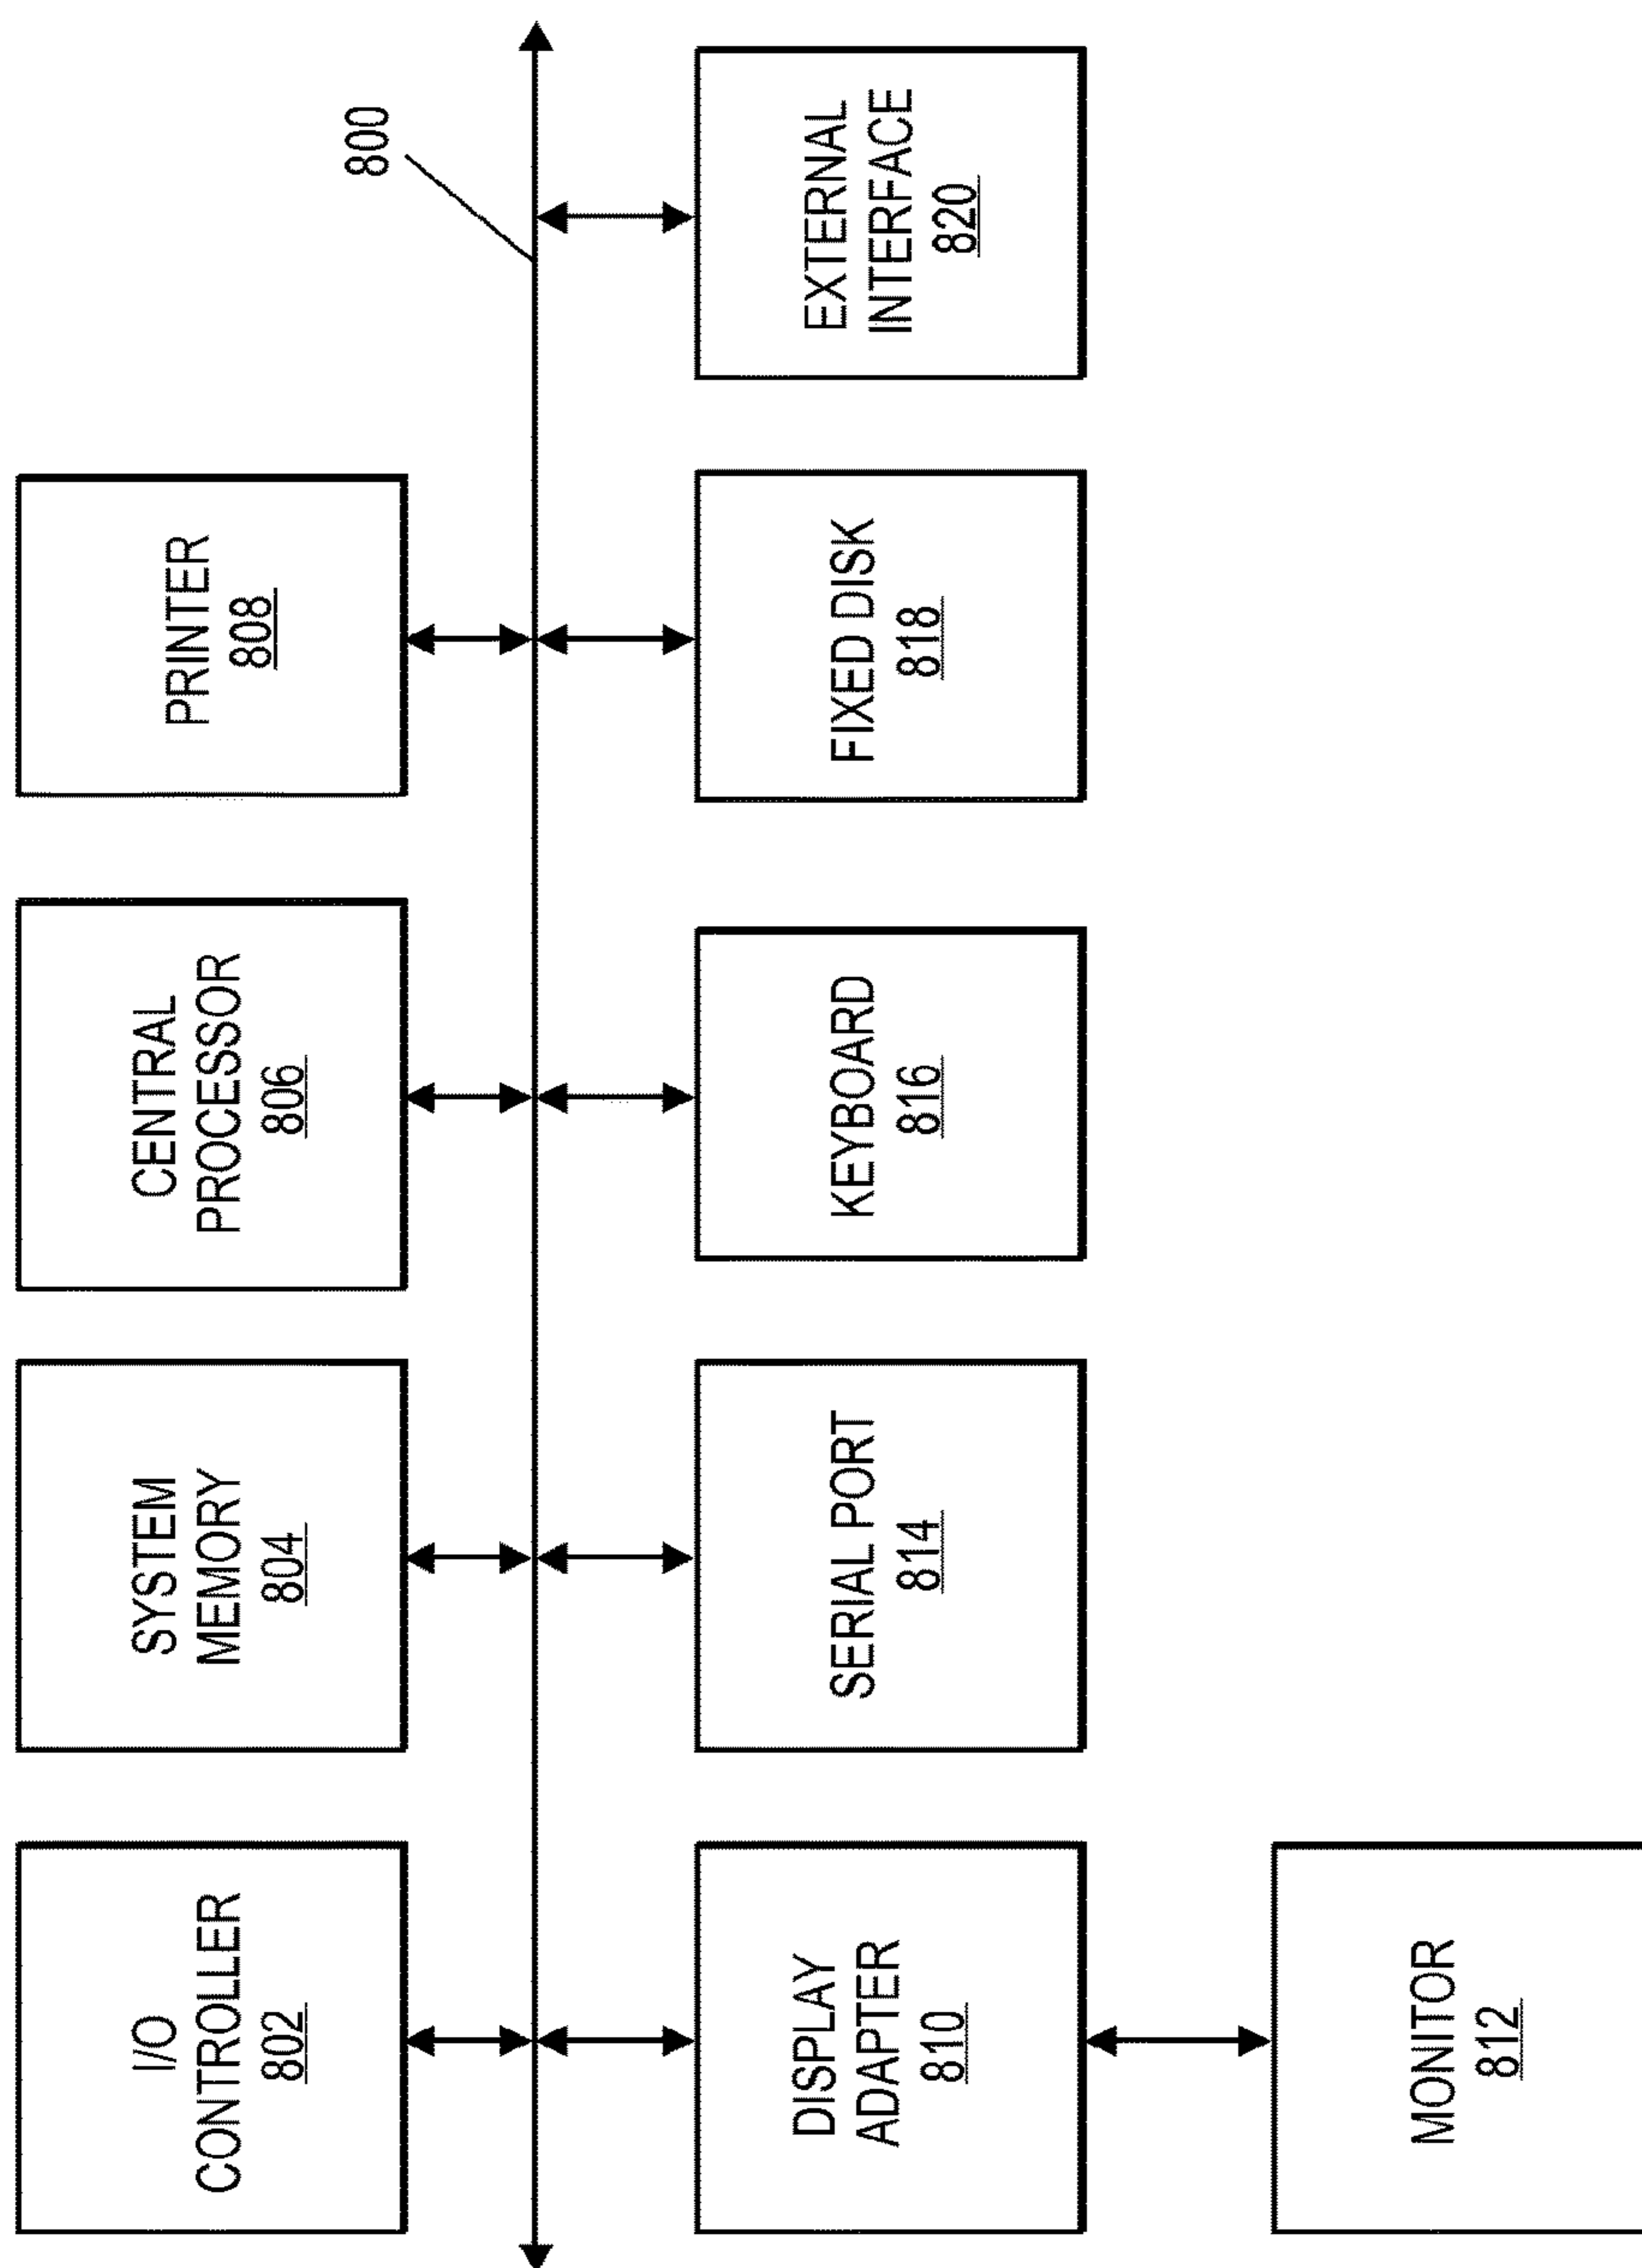 I/O
CONTROLLER
802
SYSTEM
MEMORY
804
CENTRAL
PROCESSOR
806
PRINTER
808
800
DISPLAY
ADAPTER
810
SERIAL PORT
814
KEYBOARD
816
FIXED DISK
818
EXTERNAL
INTERFACE
820
MONITOR
812